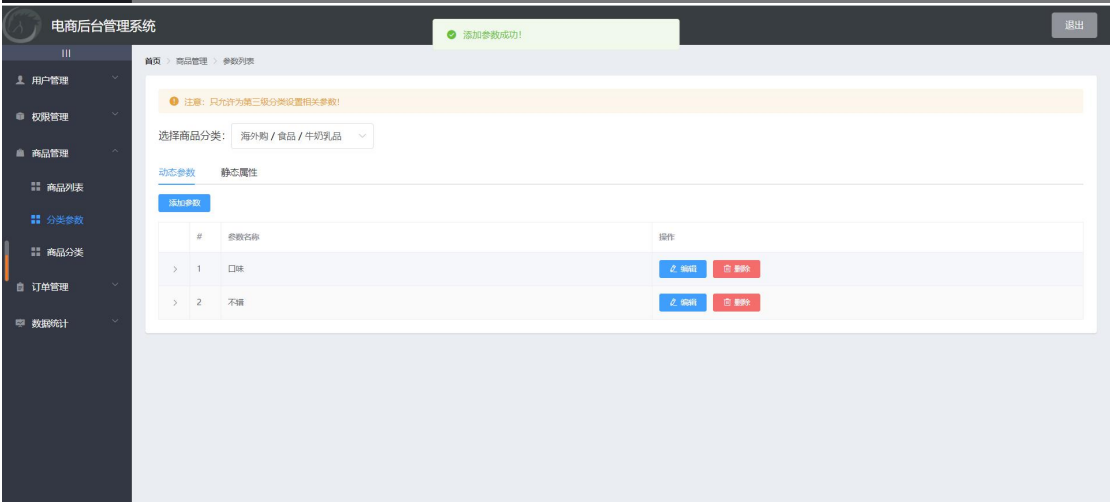 电商后台管理系统
添加参数成功!
退出
|||
首页 > 商品管理 > 参数列表
用户管理
注意：只允许为第三级分类设置相关参数!
权限管理
选择商品分类： 海外购 / 食品 / 牛奶乳品
商品管理
动态参数 静态属性
商品列表
添加参数
分类参数
# 参数名称 操作
商品分类
1 口味 编辑 删除
订单管理
2 不错 编辑 删除
数据统计